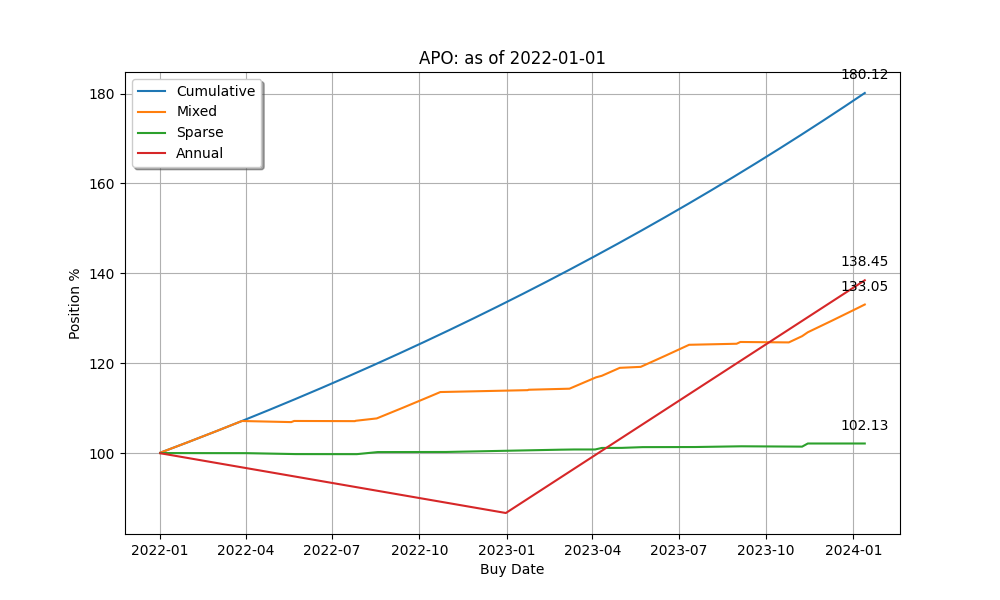 APO: as of 2022-01-01
180.12
180
Cumulative
Mixed
Sparse
Annual
160
140
138.45
133.05
120
102.13
100
Position %
2022-01 2022-04 2022-07 2022-10 2023-01 2023-04 2023-07 2023-10 2024-01
Buy Date